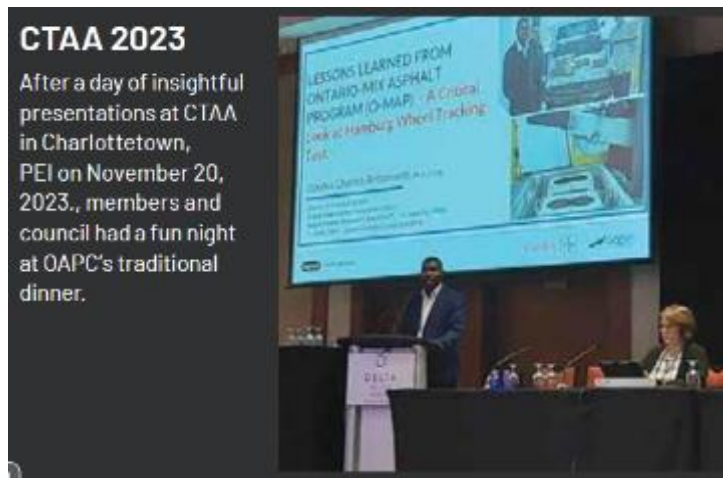 CTAA 2023
After a day of insightful
presentations at CTAA
in Charlottetown,
PEI on November 20,
2023., members and
council had a fun night
at OAPC's traditional
dinner.
LESSONS LEARNED FROM
ONTARIO-MIX ASPHALT
PROGRAM (O-MAP) - A Critical
Look at Hamburg Wheel Tracking
Test
DELTA